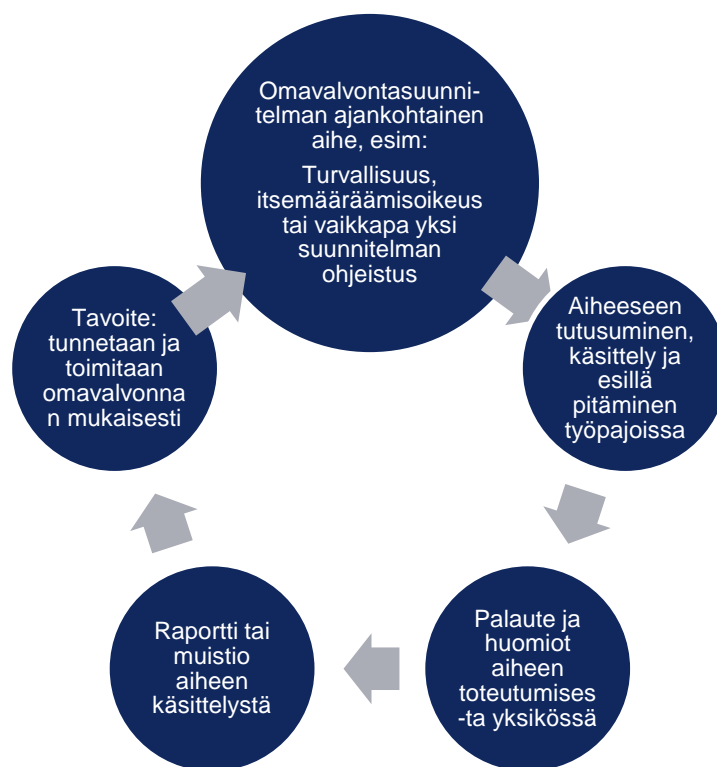 Omavalvontasuunni-
telman ajankohtainen
aihe, esim:
Turvallisuus,
itsemääräämisoikeus
tai vaikkapa yksi
suunnitelman
ohjeistus
Aiheeseen
tutusuminen,
käsittely ja
esillä
pitäminen
työpajoissa
Palaute ja
huomiot
aiheen
toteutumises
-ta yksikössä
Raportti tai
muistio
aiheen
käsittelystä
Tavoite:
tunnetaan ja
toimitaan
omavalvonna
n mukaisesti